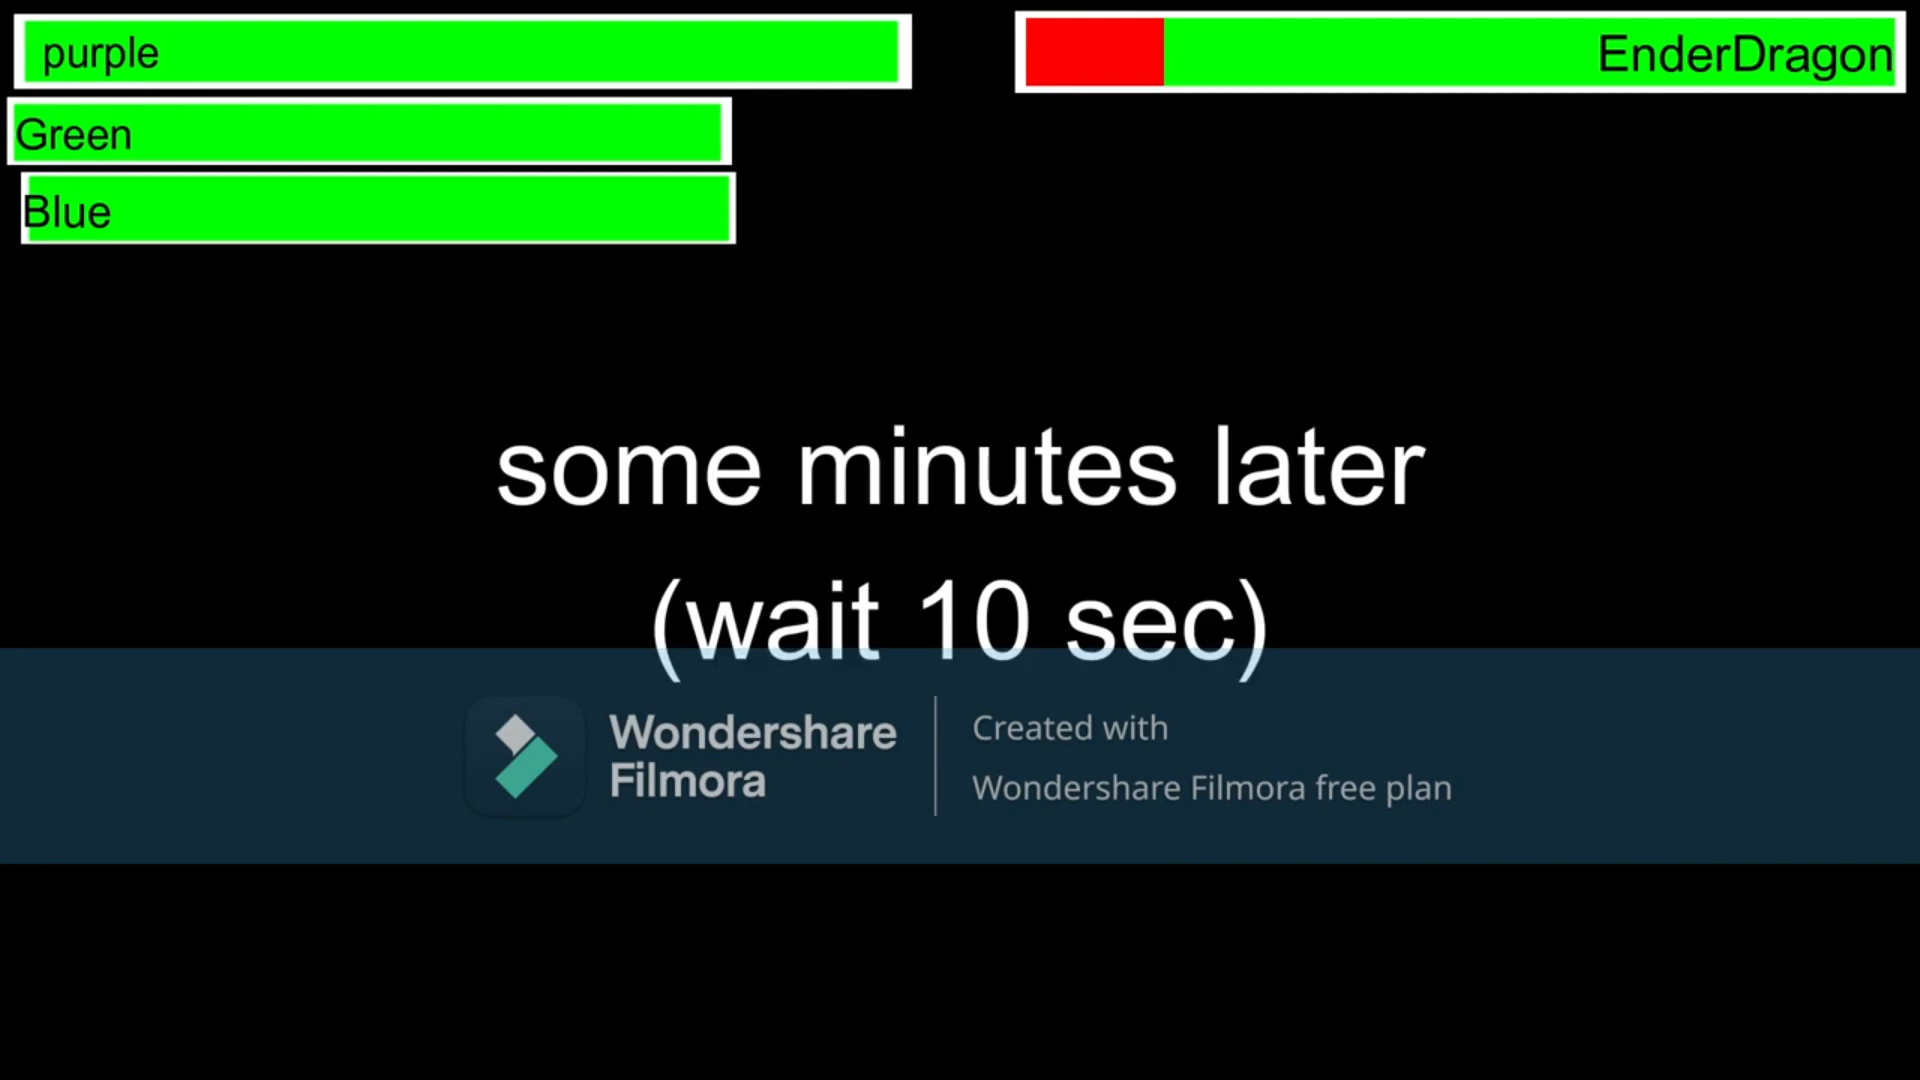 purple
EnderDragon
Green
Blue
some minutes later
(wait 10 sec)
Wondershare
Filmora
Created with
Wondershare Filmora free plan